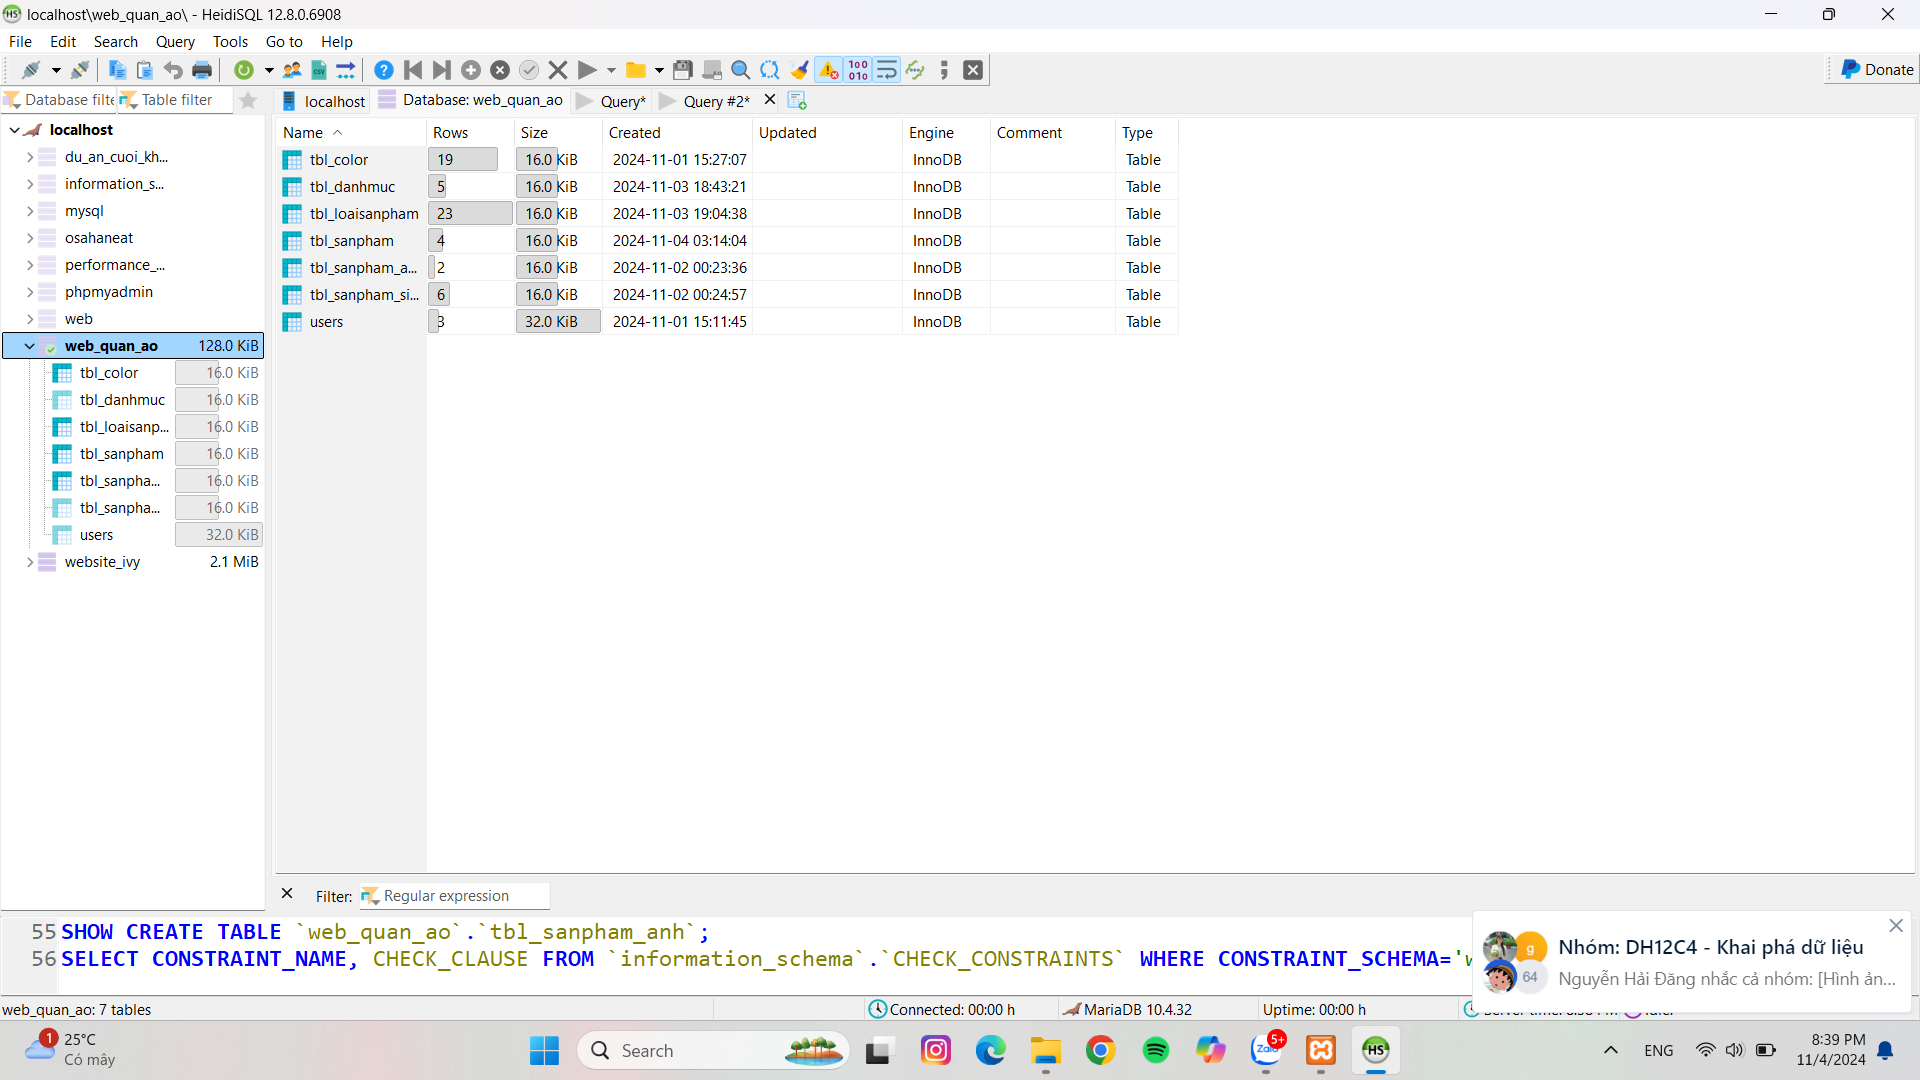 localhost\web_quan_ao\ - HeidiSQL 12.8.0.6908
File Edit Search Query Tools Go to Help
Donate
Database filte Table filter
localhost Database: web_quan_ao Query* Query #2*
localhost
du_an_cuoi_kh...
information_s...
mysql
osahaneat
performance_...
phpmyadmin
web
web_quan_ao 128.0 KiB
tbl_color 16.0 KiB
tbl_danhmuc 16.0 KiB
tbl_loaisanp... 16.0 KiB
tbl_sanpham 16.0 KiB
tbl_sanpha... 16.0 KiB
tbl_sanpha... 16.0 KiB
users 32.0 KiB
website_ivy 2.1 MiB
Name Rows Size Created Updated Engine Comment Type
tbl_color 19 16.0 KiB 2024-11-01 15:27:07 InnoDB Table
tbl_danhmuc 5 16.0 KiB 2024-11-03 18:43:21 InnoDB Table
tbl_loaisanpham 23 16.0 KiB 2024-11-03 19:04:38 InnoDB Table
tbl_sanpham 4 16.0 KiB 2024-11-04 03:14:04 InnoDB Table
tbl_sanpham_a... 2 16.0 KiB 2024-11-02 00:23:36 InnoDB Table
tbl_sanpham_si... 6 16.0 KiB 2024-11-02 00:24:57 InnoDB Table
users 3 32.0 KiB 2024-11-01 15:11:45 InnoDB Table
Filter: Regular expression
55 SHOW CREATE TABLE `web_quan_ao`.`tbl_sanpham_anh`;
56 SELECT CONSTRAINT_NAME, CHECK_CLAUSE FROM `information_schema`.`CHECK_CONSTRAINTS` WHERE CONSTRAINT_SCHEMA='
g
64
Nhóm: DH12C4 - Khai phá dữ liệu
Nguyễn Hải Đăng nhắc cả nhóm: [Hình ản...
web_quan_ao: 7 tables Connected: 00:00 h MariaDB 10.4.32 Uptime: 00:00 h
1
25°C
Có mây
Search
Zalo
5+
HS
ENG
8:39 PM
11/4/2024